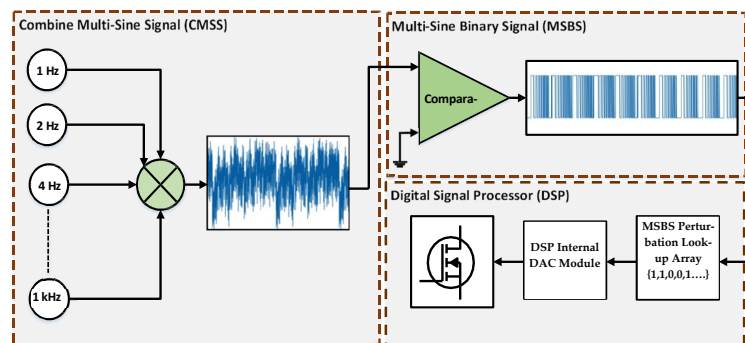 Combine Multi-Sine Signal (CMSS)
1 Hz
2 Hz
4 Hz
1 kHz
Multi-Sine Binary Signal (MSBS)
Compara-
Digital Signal Processor (DSP)
DSP Internal
DAC Module
MSBS Pertur-
bation Look-
up Array
{1,1,0,0,1....}